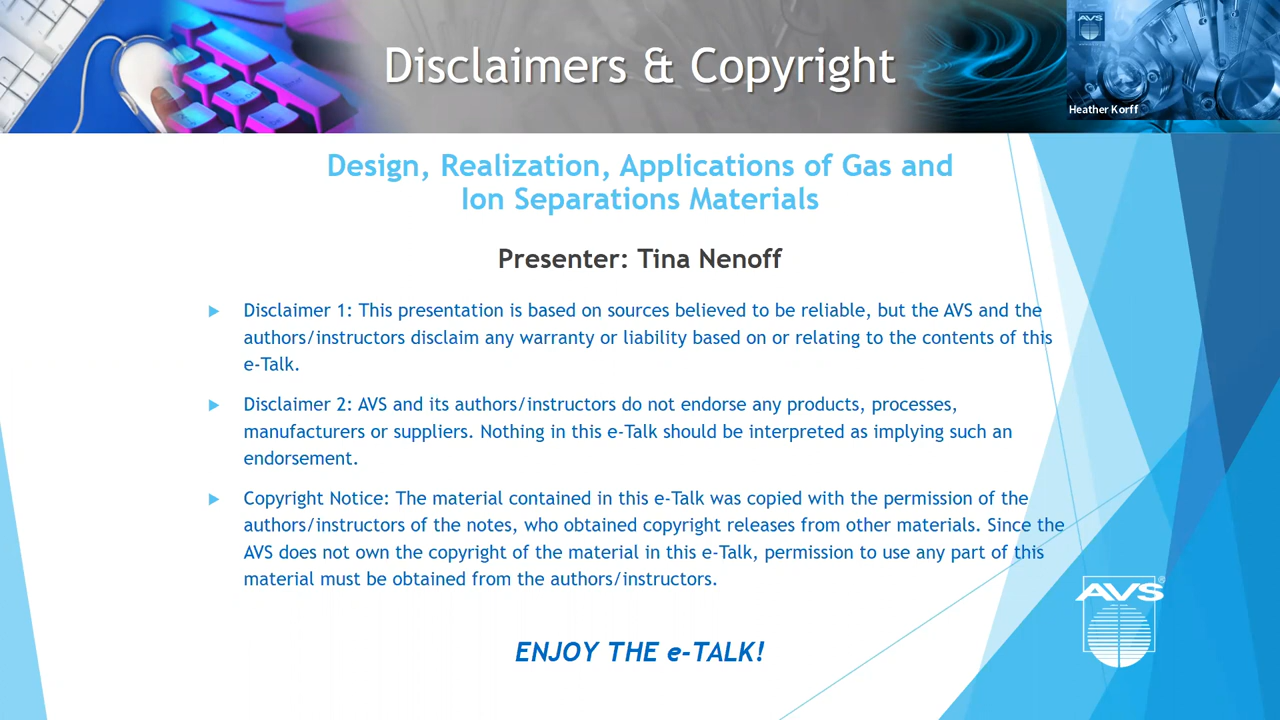 Disclaimers & Copyright
AVS
Heather Korff
Design, Realization, Applications of Gas and
Ion Separations Materials
Presenter: Tina Nenoff
Disclaimer 1: This presentation is based on sources believed to be reliable, but the AVS and the
authors/instructors disclaim any warranty or liability based on or relating to the contents of this
e-Talk.
Disclaimer 2: AVS and its authors/instructors do not endorse any products, processes,
manufacturers or suppliers. Nothing in this e-Talk should be interpreted as implying such an
endorsement.
Copyright Notice: The material contained in this e-Talk was copied with the permission of the
authors/instructors of the notes, who obtained copyright releases from other materials. Since the
AVS does not own the copyright of the material in this e-Talk, permission to use any part of this
material must be obtained from the authors/instructors.
AVS®
ENJOY THE e-TALK!